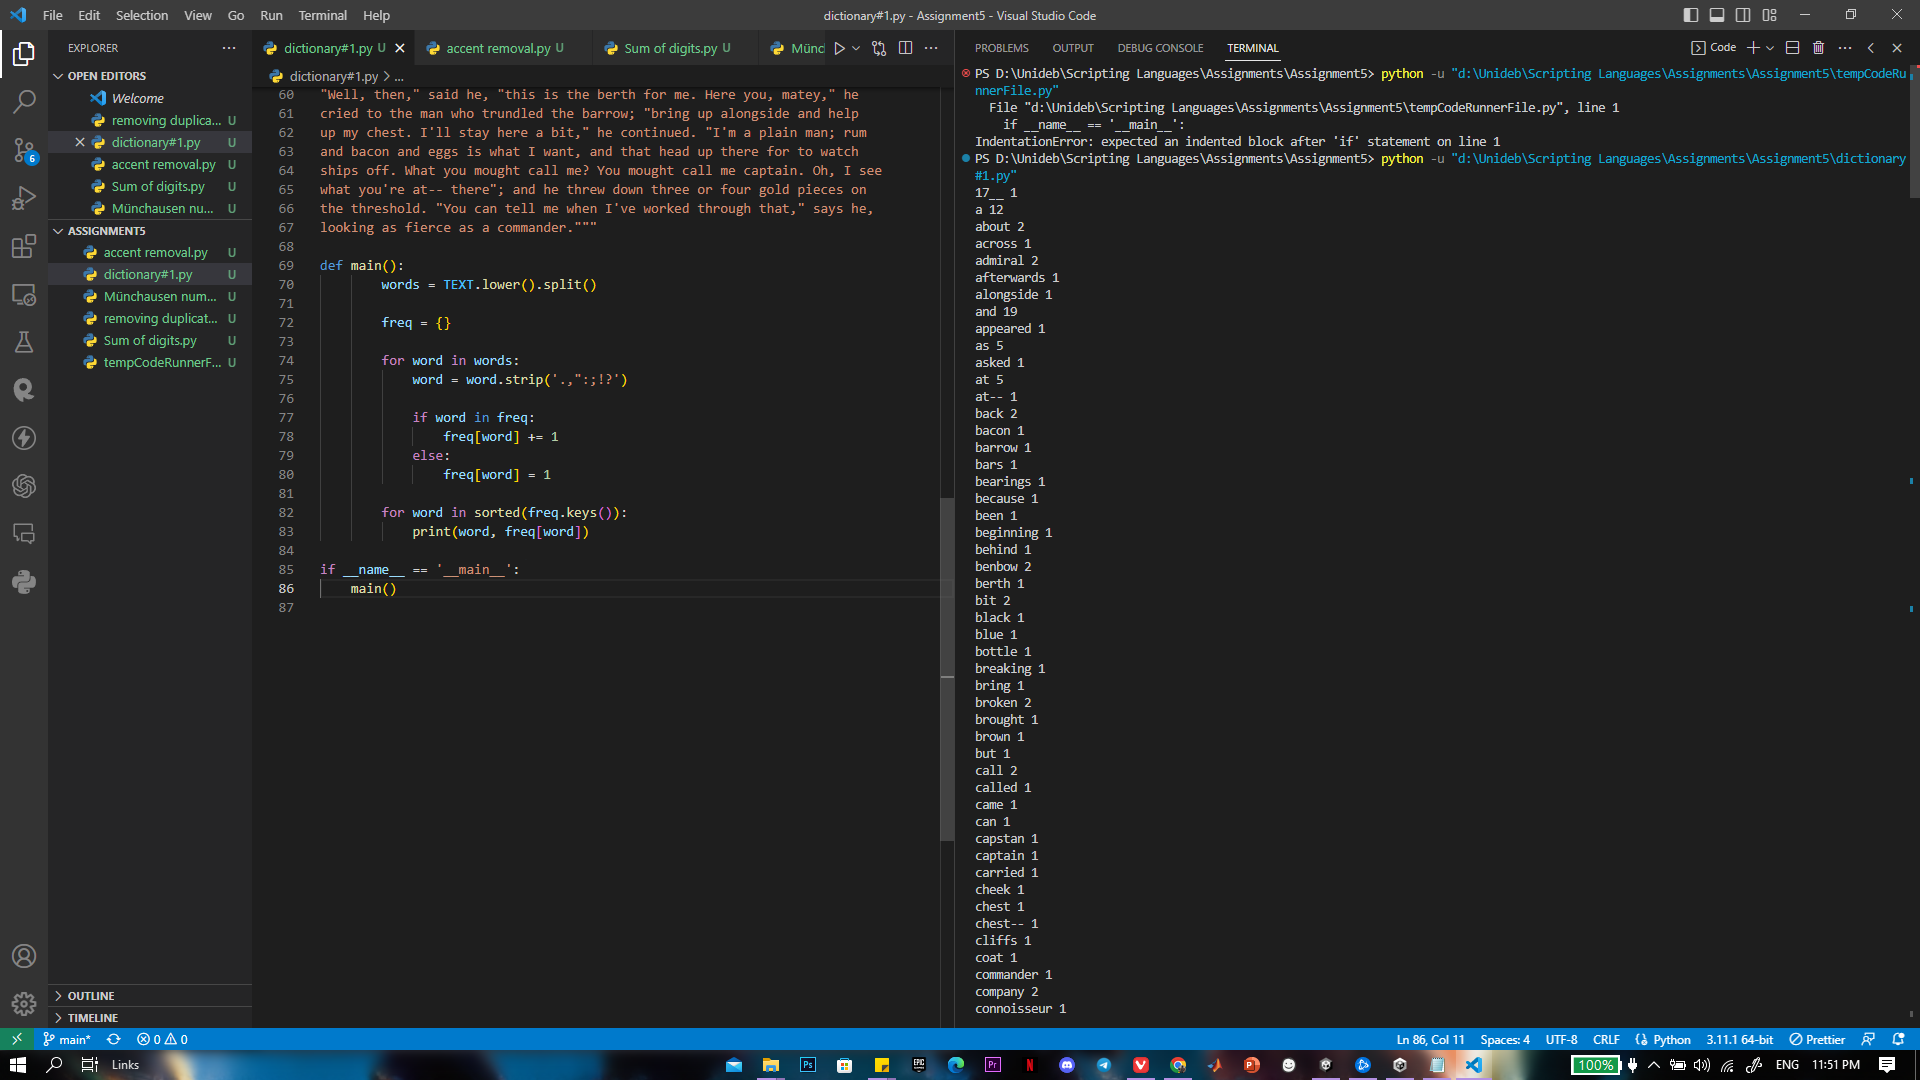 File Edit Selection View Go Run Terminal Help
dictionary#1.py - Assignment5 - Visual Studio Code
EXPLORER
OPEN EDITORS
Welcome
removing duplica... U
dictionary#1.py U
accent removal.py U
Sum of digits.py U
Münchausen nu... U
ASSIGNMENT5
accent removal.py U
dictionary#1.py U
Münchausen num... U
removing duplicat... U
Sum of digits.py U
tempCodeRunnerF... U
OUTLINE
TIMELINE
6
dictionary#1.py U
accent removal.py U
Sum of digits.py U
Münch
dictionary#1.py > ...
60 "Well, then," said he, "this is the berth for me. Here you, matey," he
61 cried to the man who trundled the barrow; "bring up alongside and help
62 up my chest. I'll stay here a bit," he continued. "I'm a plain man; rum
63 and bacon and eggs is what I want, and that head up there for to watch
64 ships off. What you mought call me? You mought call me captain. Oh, I see
65 what you're at-- there"; and he threw down three or four gold pieces on
66 the threshold. "You can tell me when I've worked through that," says he,
67 looking as fierce as a commander."""
68
69 def main():
70 words = TEXT.lower().split()
71
72 freq = {}
73
74 for word in words:
75 word = word.strip('.,":;!?')
76
77 if word in freq:
78 freq[word] += 1
79 else:
80 freq[word] = 1
81
82 for word in sorted(freq.keys()):
83 print(word, freq[word])
84
85 if __name__ == '__main__':
86 main()
87
PROBLEMS OUTPUT DEBUG CONSOLE TERMINAL
Code
PS D:\Unideb\Scripting Languages\Assignments\Assignment5> python -u "d:\Unideb\Scripting Languages\Assignments\Assignment5\tempCodeRu
nnerFile.py"
File "d:\Unideb\Scripting Languages\Assignments\Assignment5\tempCodeRunnerFile.py", line 1
if __name__ == '__main__':
IndentationError: expected an indented block after 'if' statement on line 1
PS D:\Unideb\Scripting Languages\Assignments\Assignment5> python -u "d:\Unideb\Scripting Languages\Assignments\Assignment5\dictionary
#1.py"
17__ 1
a 12
about 2
across 1
admiral 2
afterwards 1
alongside 1
and 19
appeared 1
as 5
asked 1
at 5
at-- 1
back 2
bacon 1
barrow 1
bars 1
bearings 1
because 1
been 1
beginning 1
behind 1
benbow 2
berth 1
bit 2
black 1
blue 1
bottle 1
breaking 1
bring 1
broken 2
brought 1
brown 1
but 1
call 2
called 1
came 1
can 1
capstan 1
captain 1
carried 1
cheek 1
chest 1
chest-- 1
cliffs 1
coat 1
commander 1
company 2
connoisseur 1
main* 0 0
Ln 86, Col 11 Spaces: 4 UTF-8 CRLF Python 3.11.1 64-bit Prettier
Links
100% ENG 11:51 PM